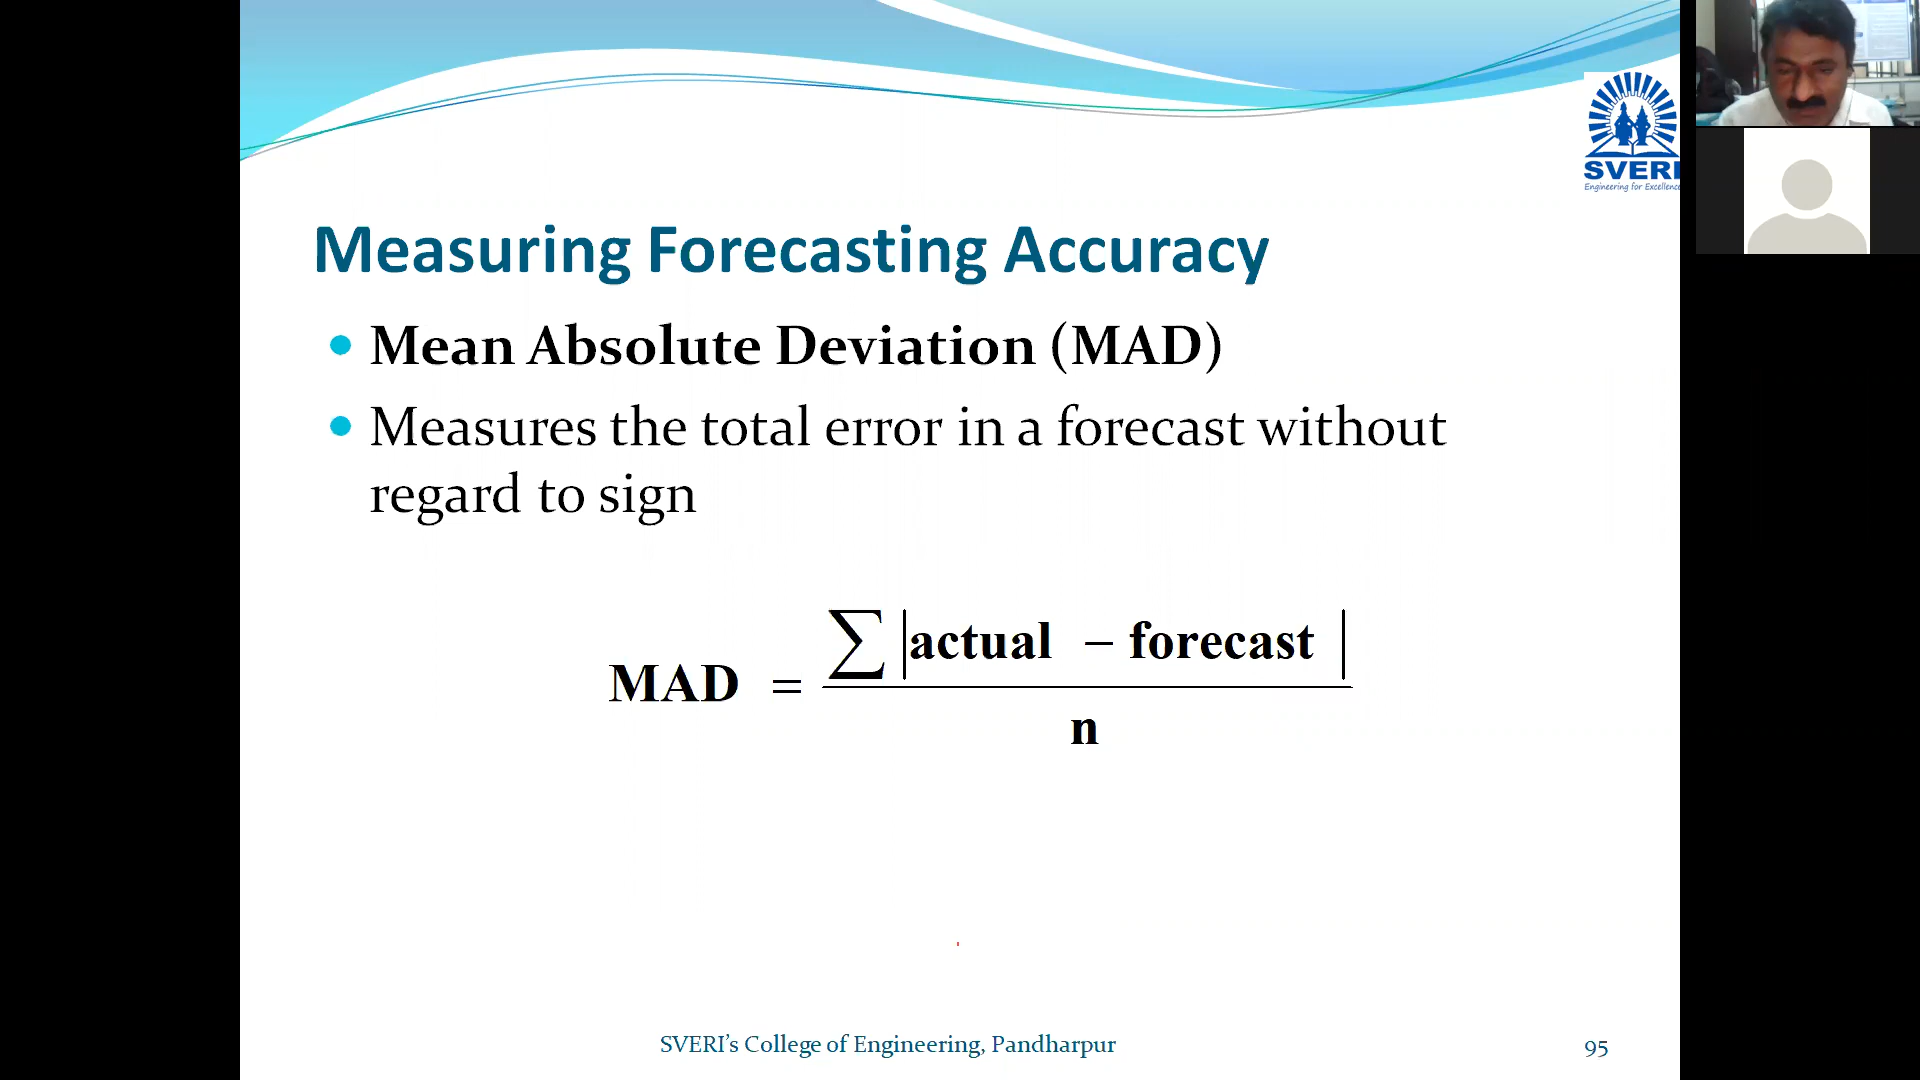 SVERI
Engineering for Excellence
Measuring Forecasting Accuracy
Mean Absolute Deviation (MAD)
Measures the total error in a forecast without
regard to sign
MAD = ∑ |actual – forecast|
n
SVERI's College of Engineering, Pandharpur
95